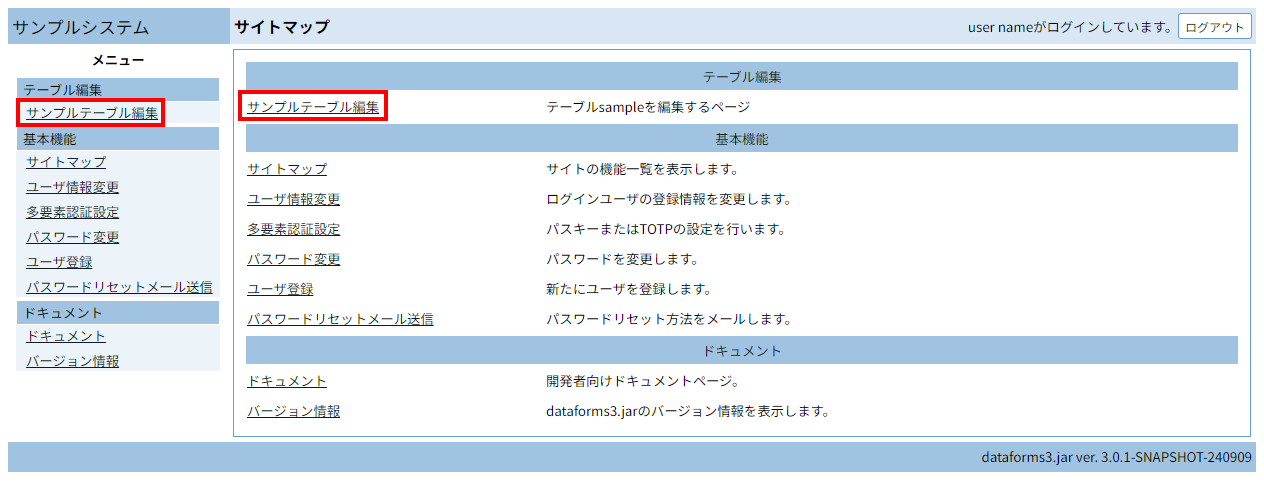 サンプルシステム
サイトマップ
user nameがログインしています。 ログアウト
メニュー
テーブル編集
サンプルテーブル編集
基本機能
サイトマップ
ユーザ情報変更
多要素認証設定
パスワード変更
ユーザ登録
パスワードリセットメール送信
ドキュメント
ドキュメント
バージョン情報
テーブル編集
サンプルテーブル編集 テーブルsampleを編集するページ
基本機能
サイトマップ サイトの機能一覧を表示します。
ユーザ情報変更 ログインユーザの登録情報を変更します。
多要素認証設定 パスキーまたはTOTPの設定を行います。
パスワード変更 パスワードを変更します。
ユーザ登録 新たにユーザを登録します。
パスワードリセットメール送信 パスワードリセット方法をメールします。
ドキュメント
ドキュメント 開発者向けドキュメントページ。
バージョン情報 dataforms3.jarのバージョン情報を表示します。
dataforms3.jar ver. 3.0.1-SNAPSHOT-240909